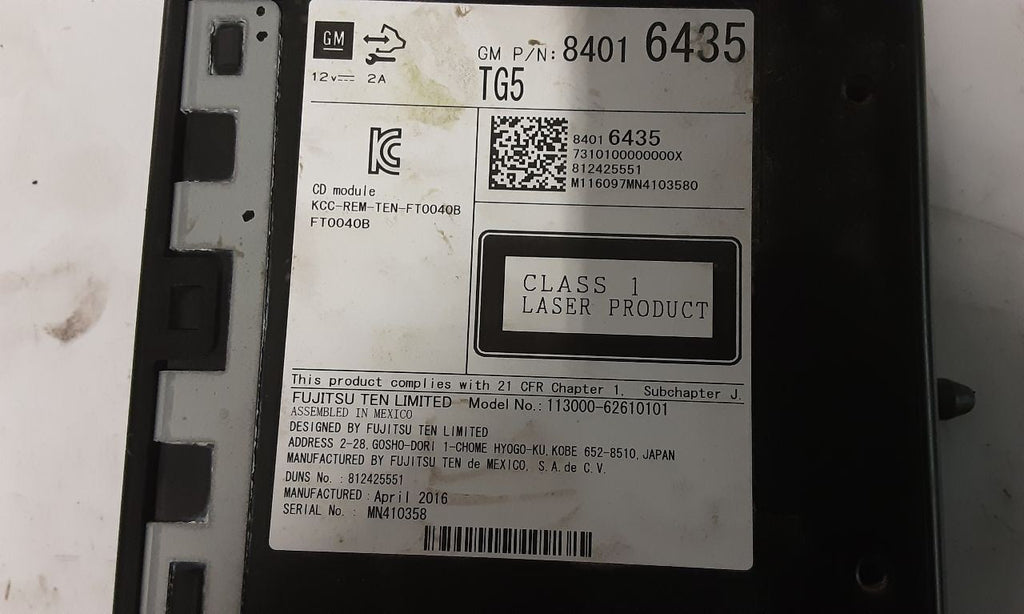 GM
12V 2A
GM P/N: 8401 6435
TG5
8401 6435
7310100000000X
812425551
M116097MN4103580
KC
CD module
KCC-REM-TEN-FT0040B
FT0040B
CLASS 1
LASER PRODUCT
This product complies with 21 CFR Chapter 1, Subchapter J.
FUJITSU TEN LIMITED Model No.: 113000-62610101
ASSEMBLED IN MEXICO
DESIGNED BY FUJITSU TEN LIMITED
ADDRESS 2-28, GOSHO-DORI 1-CHOME HYOGO-KU, KOBE 652-8510, JAPAN
MANUFACTURED BY FUJITSU TEN de MEXICO, S.A. de C.V.
DUNS No. : 812425551
MANUFACTURED : April 2016
SERIAL No. : MN410358